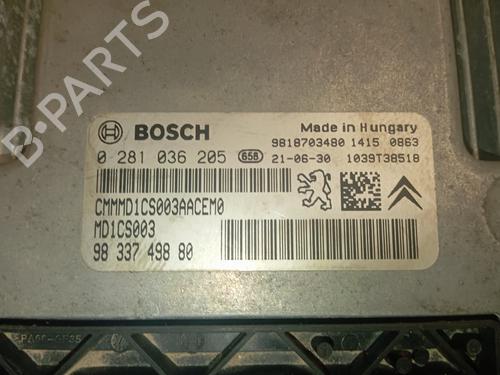 B-PARTS
BOSCH
Made in Hungary
9818703480 1415 0863
0 281 036 205 658 21-06-30 1039T38518
CMMMD1CS003AACEM0
MD1CS003
98 337 498 80